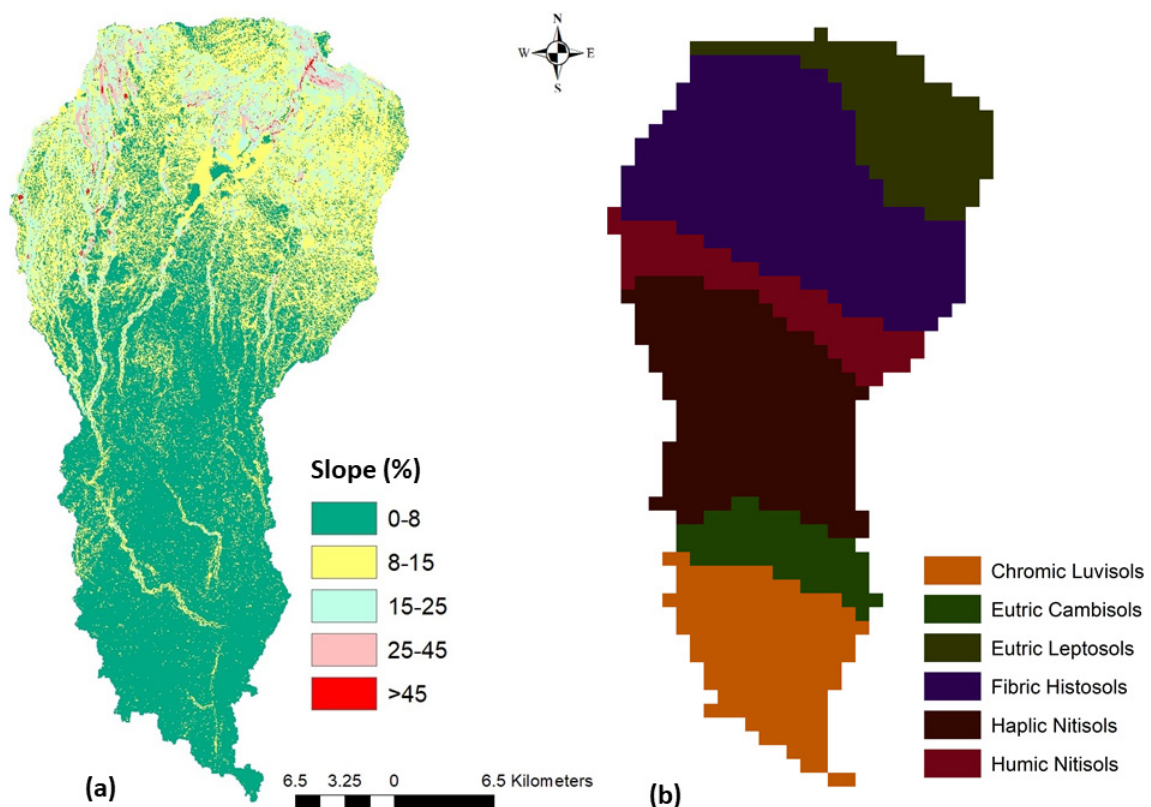 N
W E
S
Slope (%)
0-8
8-15
15-25
25-45
>45
(a)
6.5 3.25 0 6.5 Kilometers
Chromic Luvisols
Eutric Cambisols
Eutric Leptosols
Fibric Histosols
Haplic Nitisols
Humic Nitisols
(b)